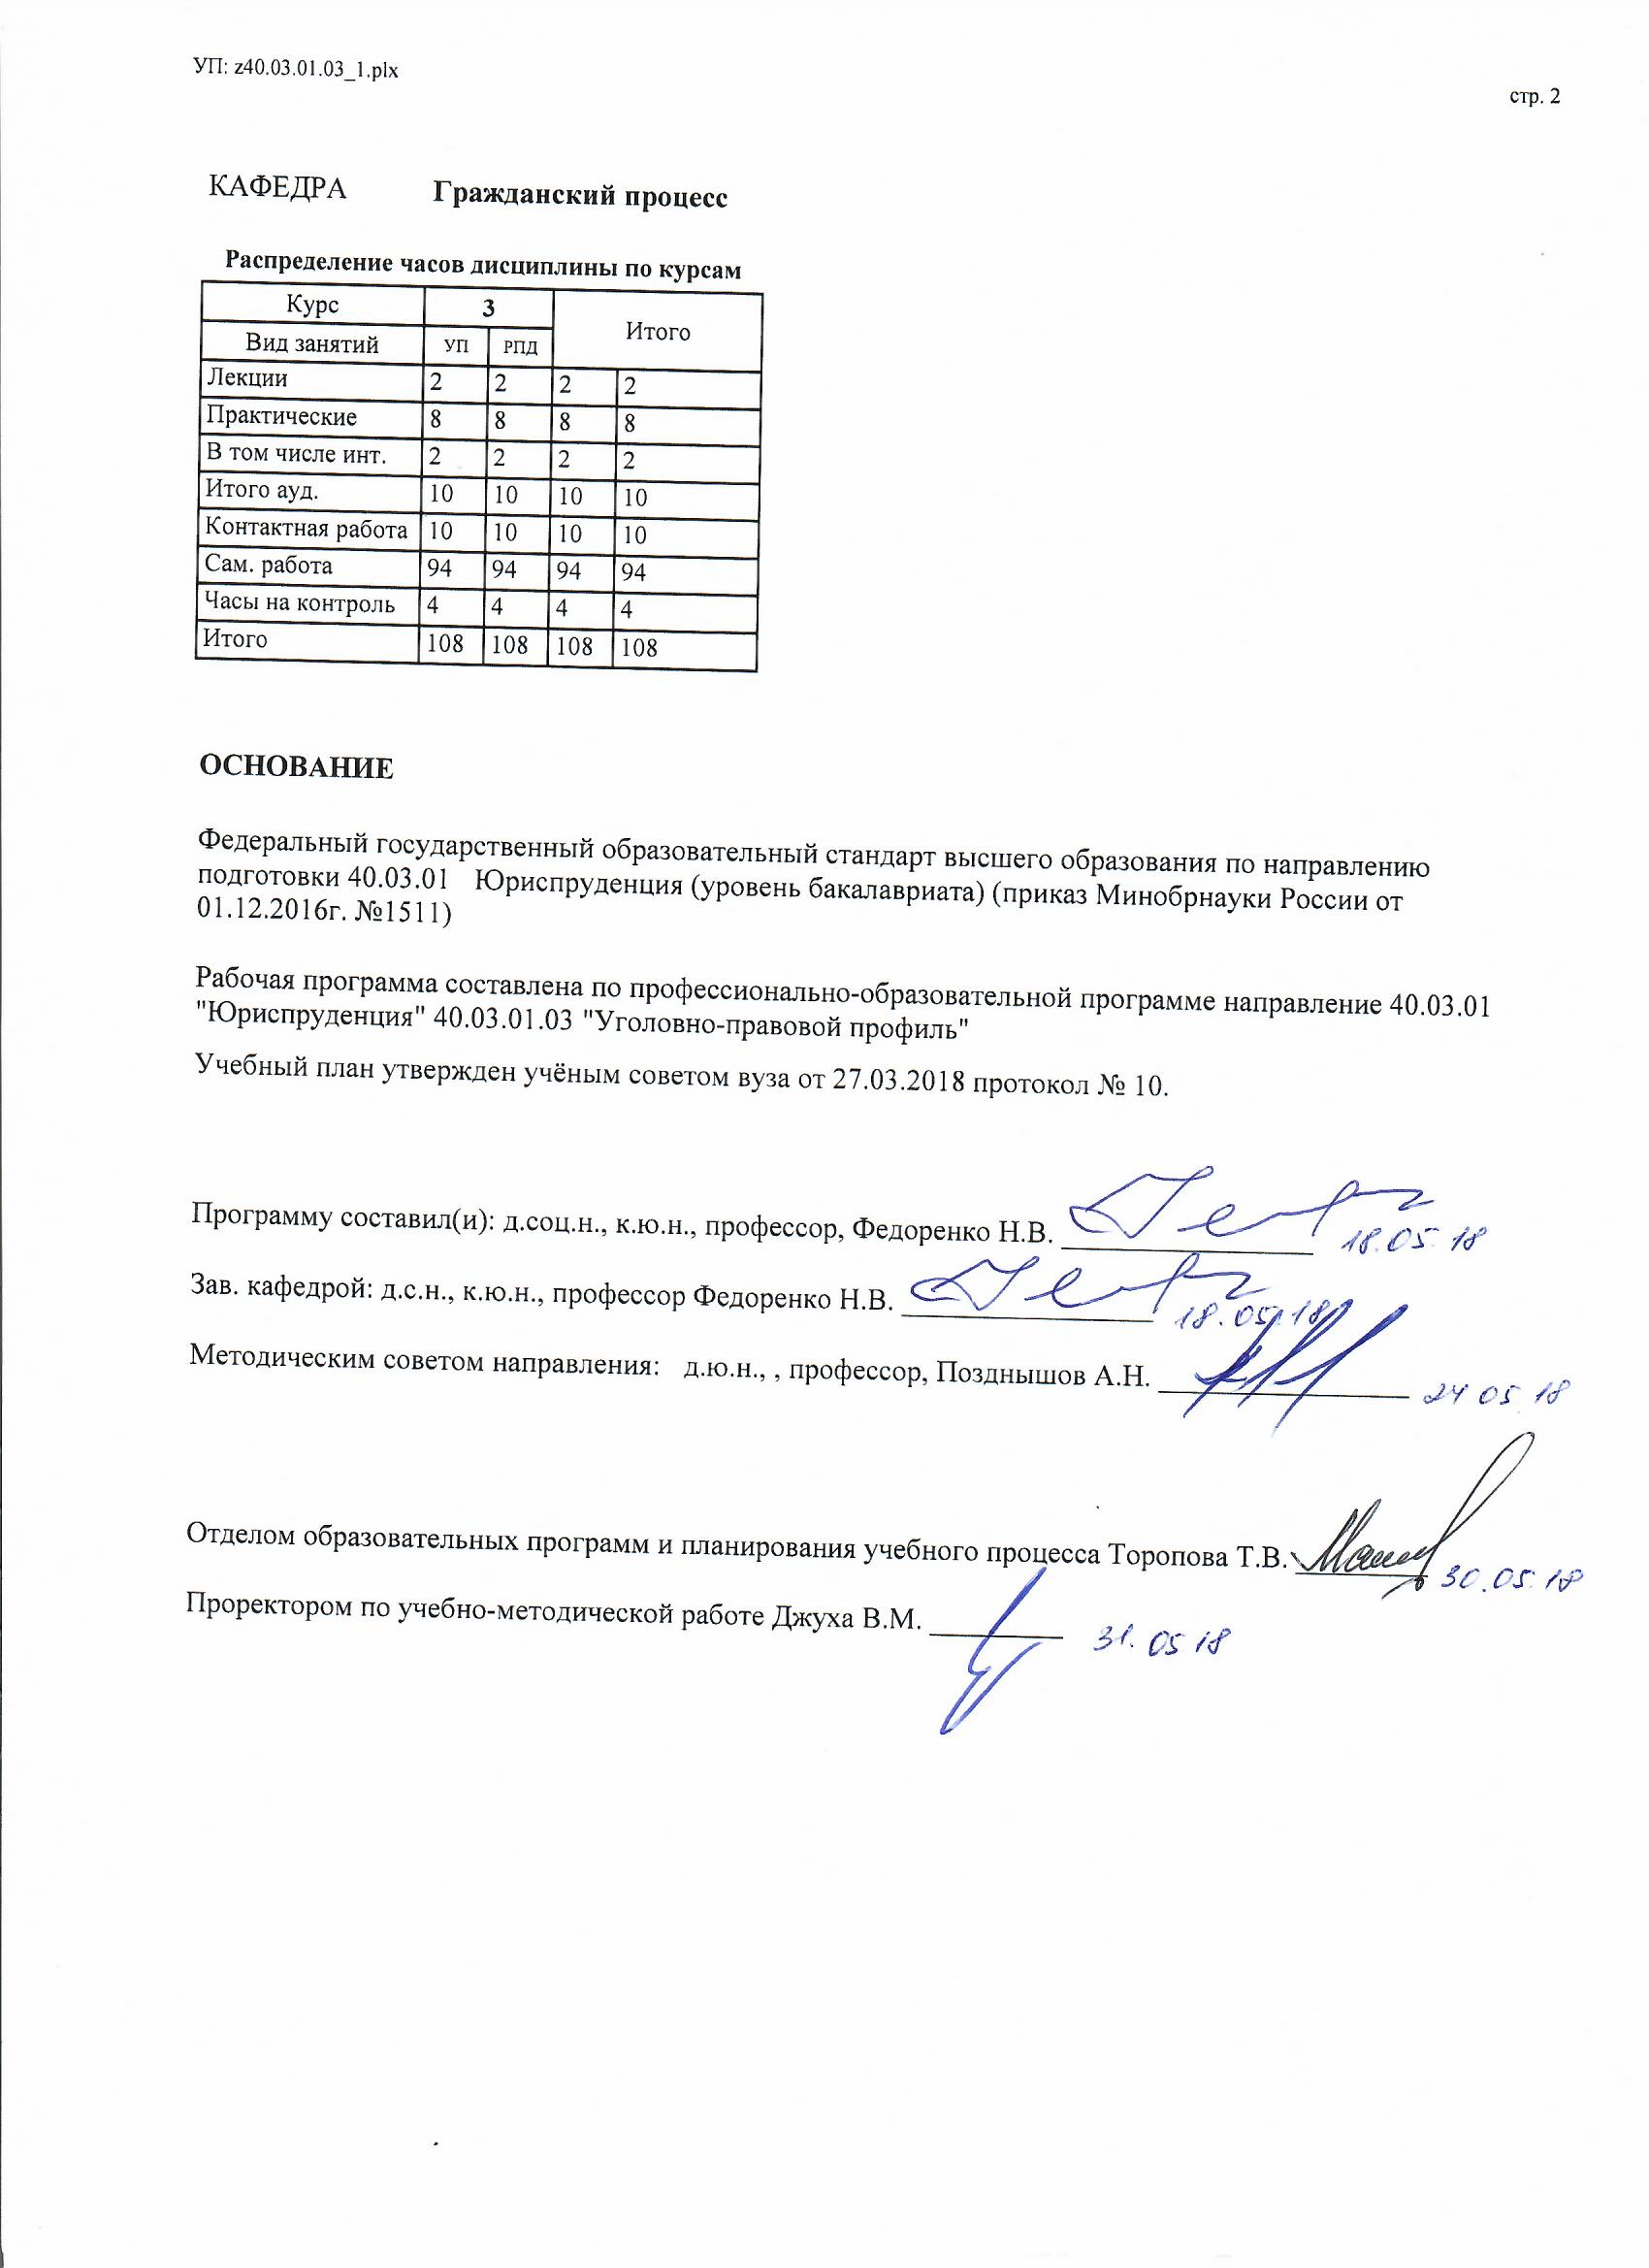 УП: z40.03.01.03_1.plx
стр. 2
КАФЕДРА Гражданский процесс
Распределение часов дисциплины по курсам
Курс 3 Итого
Вид занятий УП РПД
Лекции 2 2 2 2
Практические 8 8 8 8
В том числе инт. 2 2 2 2
Итого ауд. 10 10 10 10
Контактная работа 10 10 10 10
Сам. работа 94 94 94 94
Часы на контроль 4 4 4 4
Итого 108 108 108 108
ОСНОВАНИЕ
Федеральный государственный образовательный стандарт высшего образования по направлению
подготовки 40.03.01 Юриспруденция (уровень бакалавриата) (приказ Минобрнауки России от
01.12.2016г. №1511)
Рабочая программа составлена по профессионально-образовательной программе направление 40.03.01
"Юриспруденция" 40.03.01.03 "Уголовно-правовой профиль"
Учебный план утвержден учёным советом вуза от 27.03.2018 протокол № 10.
Программу составил(и): д.соц.н., к.ю.н., профессор, Федоренко Н.В. 18.05.18
Зав. кафедрой: д.с.н., к.ю.н., профессор Федоренко Н.В. 18.05.18
Методическим советом направления: д.ю.н., , профессор, Позднышов А.Н. 24 05 18
Отделом образовательных программ и планирования учебного процесса Торопова Т.В. 30.05.18
Проректором по учебно-методической работе Джуха В.М. 31.05 18